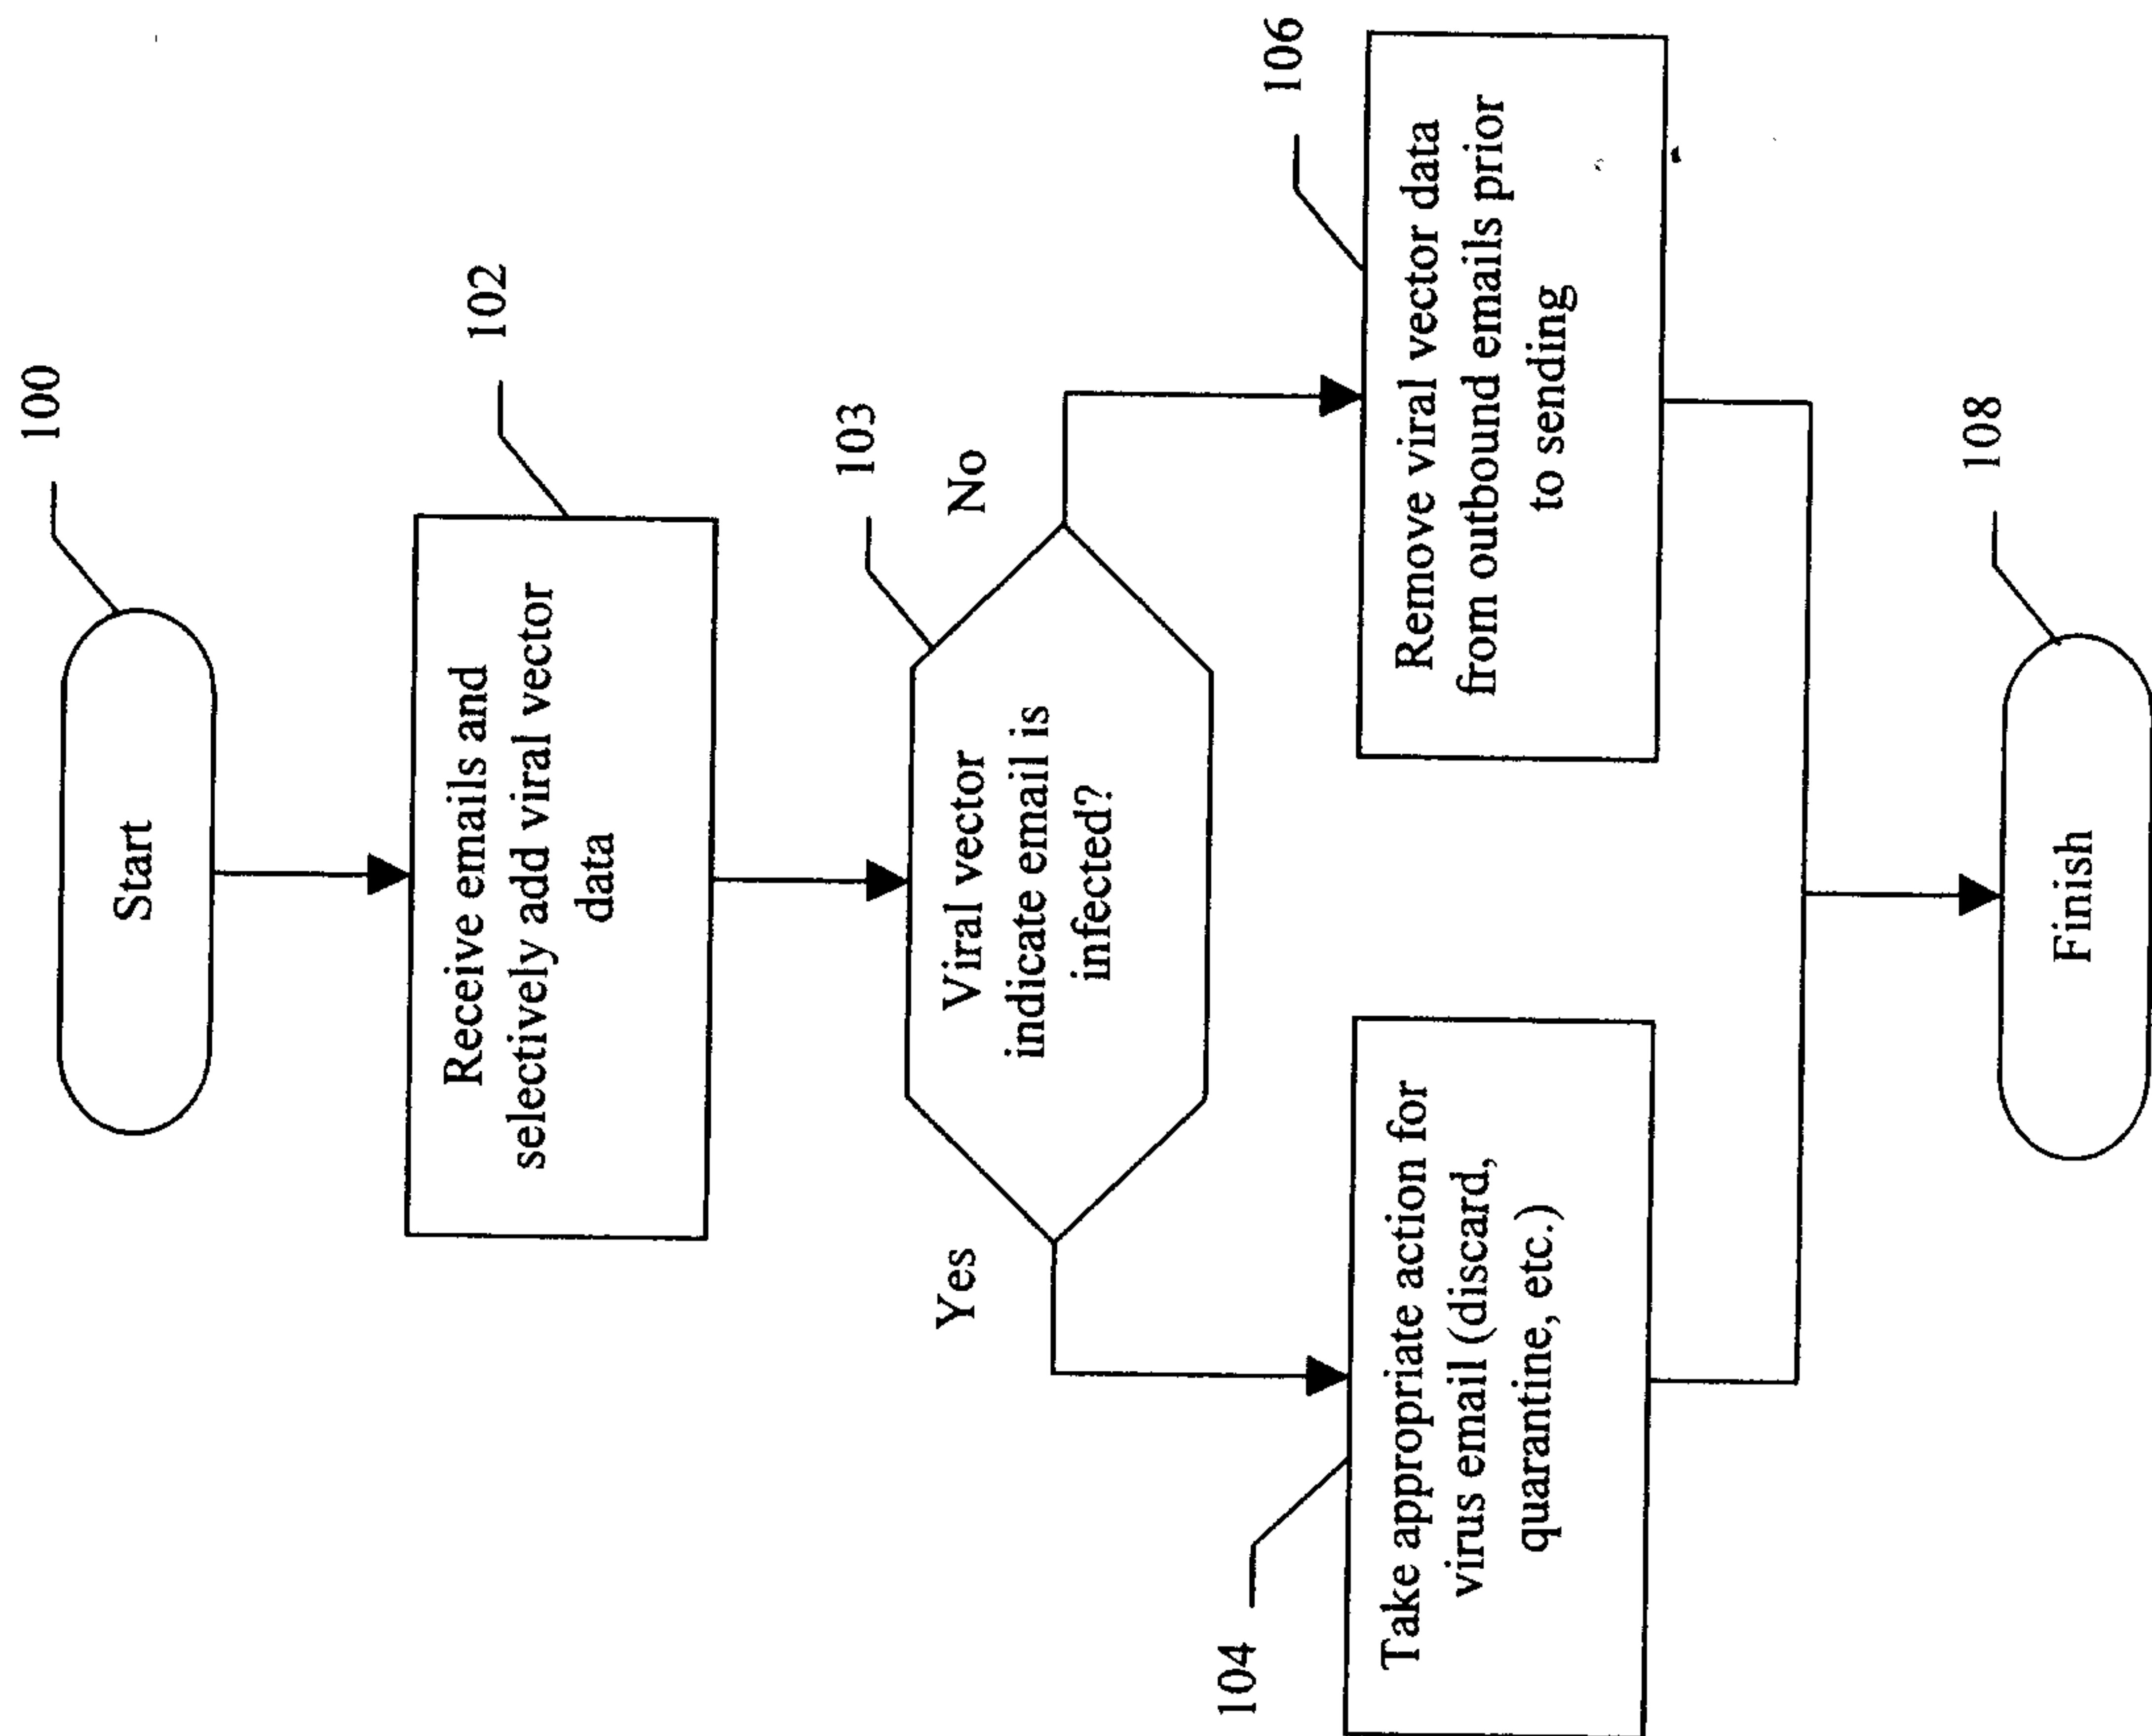 100
Start
102
Receive emails and
selectively add viral vector
data
103
Viral vector
indicate email is
infected?
Yes
No
104
Take appropriate action for
virus email (discard,
quarantine, etc.)
106
Remove viral vector data
from outbound emails prior
to sending
108
Finish